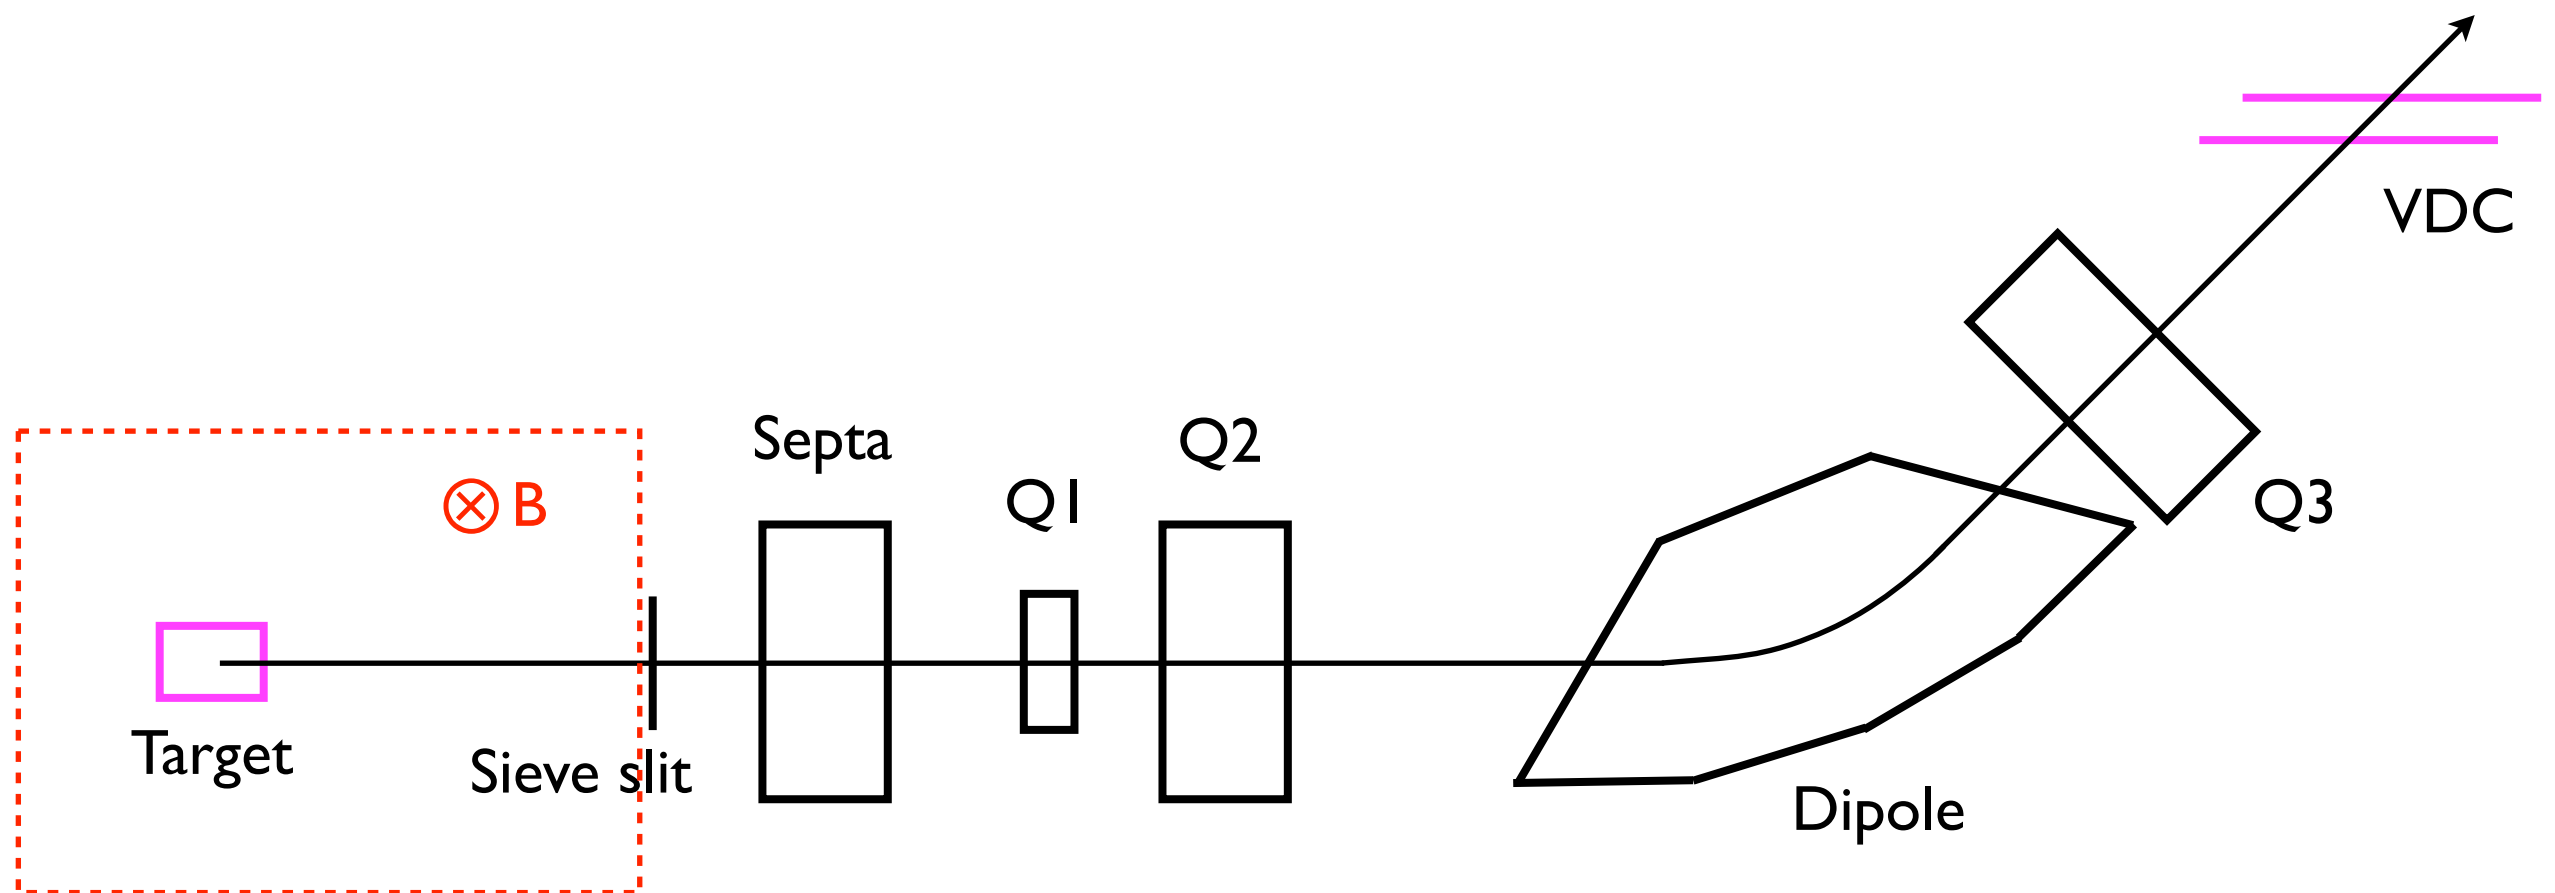 VDC
Septa
Q2
Q1
B
Q3
Target
Sieve slit
Dipole